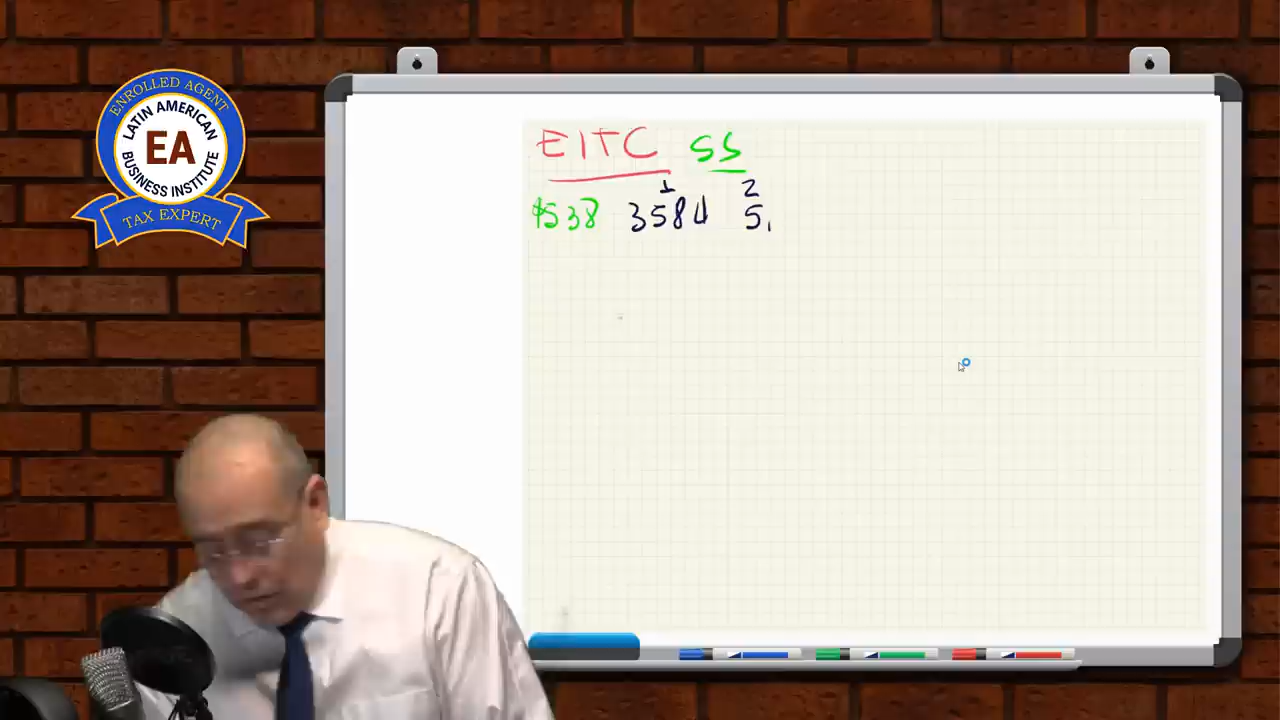 ENROLLED AGENT
LATIN AMERICAN
EA
BUSINESS INSTITUTE
TAX EXPERT
EITC SS
1 2
$538 3584 5,